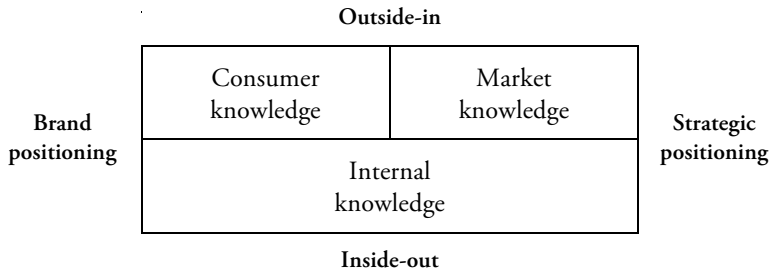 Outside-in
Consumer
knowledge
Market
knowledge
Brand
positioning
Strategic
positioning
Internal
knowledge
Inside-out